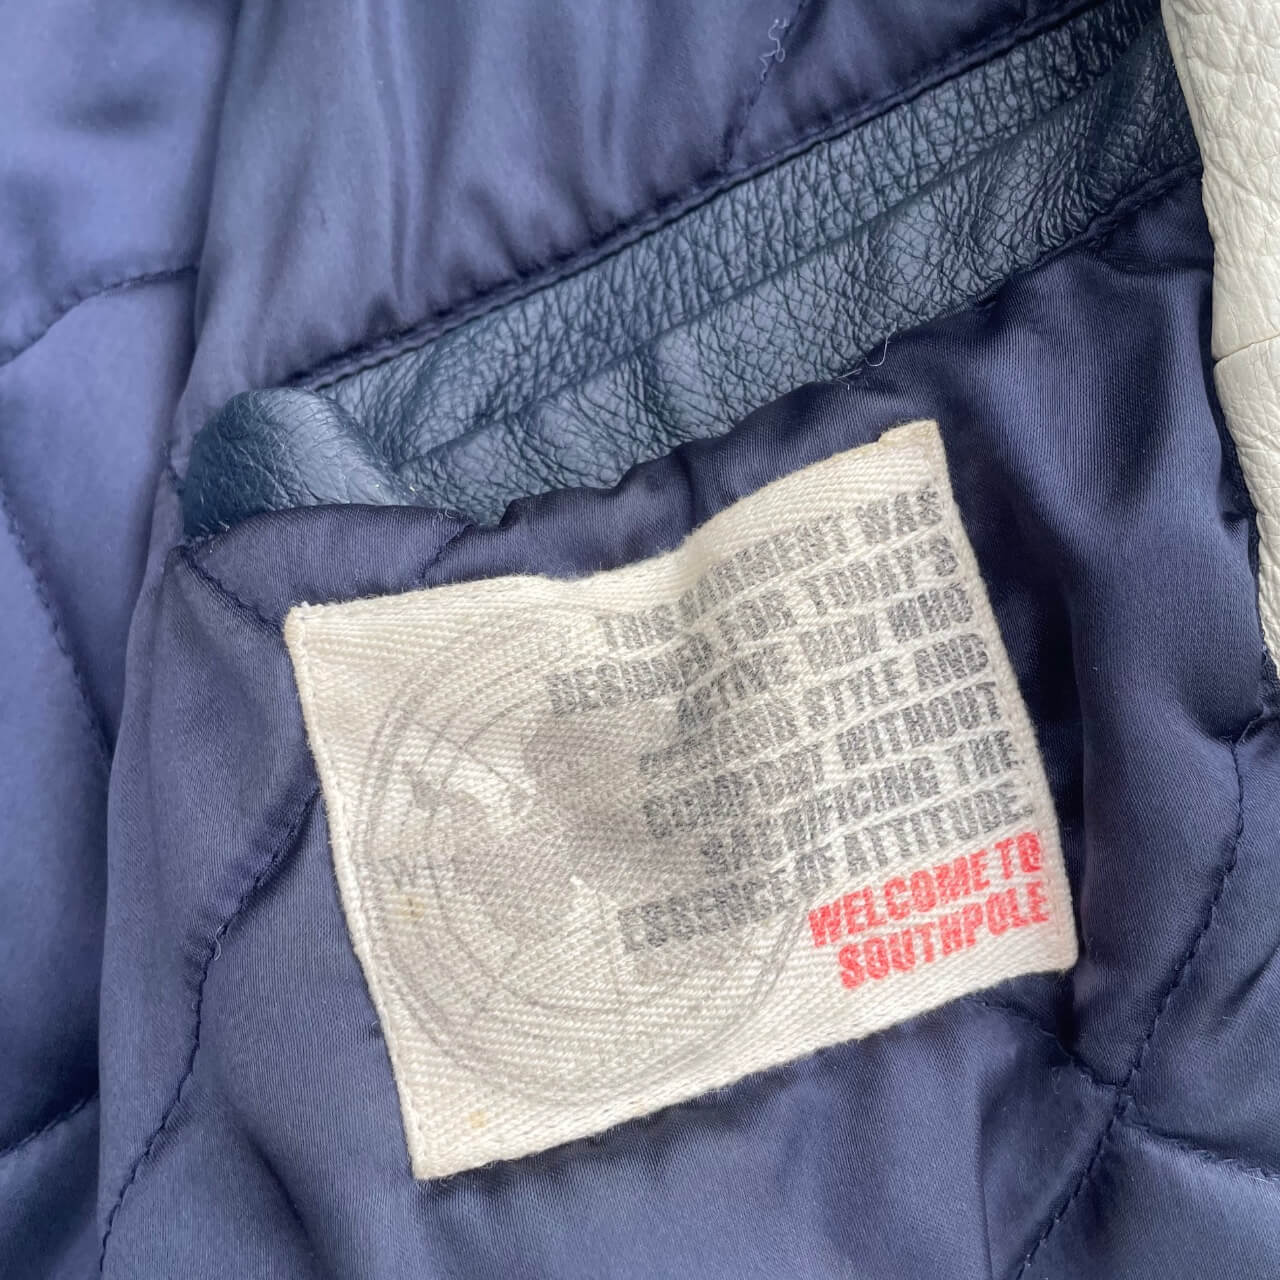 THIS GARMENT WAS
DESIGNED FOR TODAY'S
ACTIVE MEN WHO
DEMAND STYLE AND
COMFORT WITHOUT
SACRIFICING THE
ESSENCE OF ATTITUDE.
WELCOME TO
SOUTHPOLE